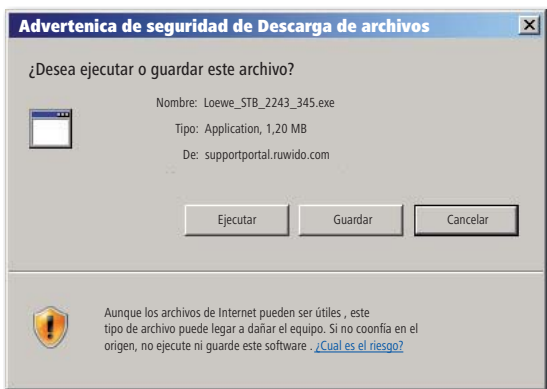 Advertenica de seguridad de Descarga de archivos
¿Desea ejecutar o guardar este archivo?
Nombre: Loewe_STB_2243_345.exe
Tipo: Application, 1,20 MB
De: supportportal.ruwido.com
Ejecutar Guardar Cancelar
Aunque los archivos de Internet pueden ser útiles , este
tipo de archivo puede legar a dañar el equipo. Si no coonfía en el
origen, no ejecute ni guarde este software . ¿Cual es el riesgo?